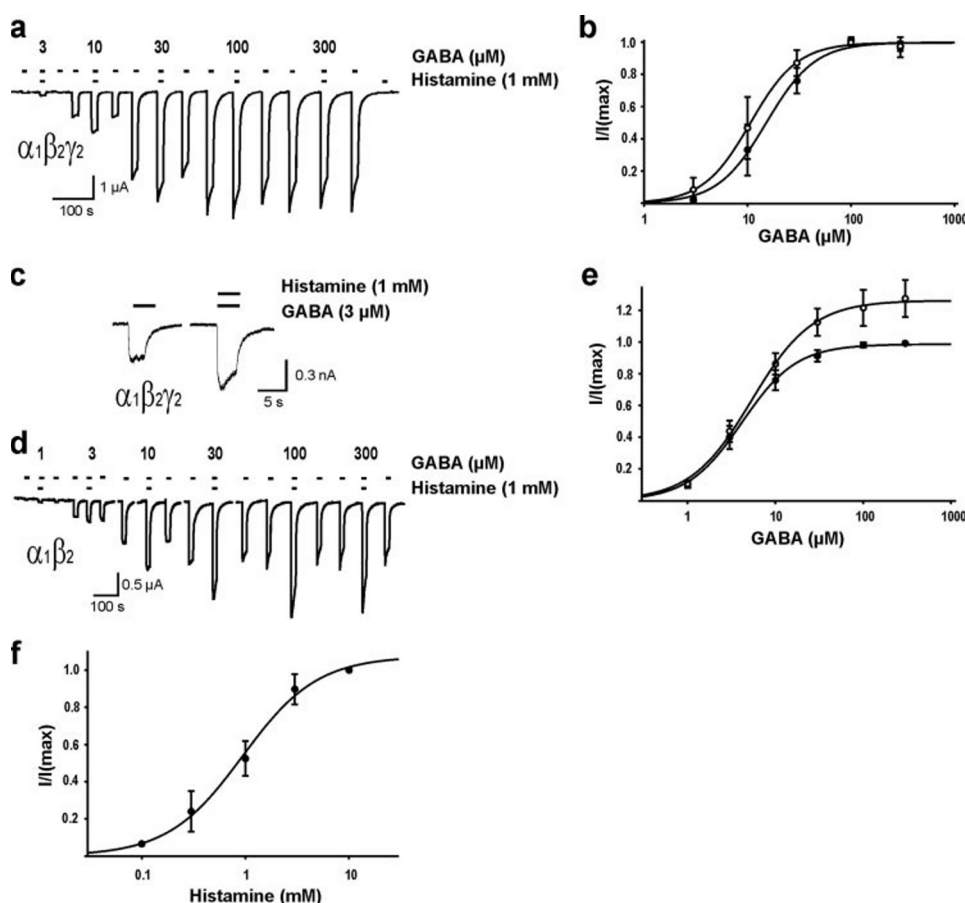 a
3 10 30 100 300 GABA (µM)
Histamine (1 mM)
α1β2γ2
1 µA
100 s
b
1.0
0.8
0.6
0.4
0.2
I/I(max)
1 10 100 1000
GABA (µM)
c
Histamine (1 mM)
GABA (3 µM)
α1β2γ2
0.3 nA
5 s
d
1 3 10 30 100 300 GABA (µM)
Histamine (1 mM)
α1β2
0.5 µA
100 s
e
1.2
1.0
0.8
0.6
0.4
0.2
I/I(max)
1 10 100 1000
GABA (µM)
f
1.0
0.8
0.6
0.4
0.2
I/I(max)
0.1 1 10
Histamine (mM)